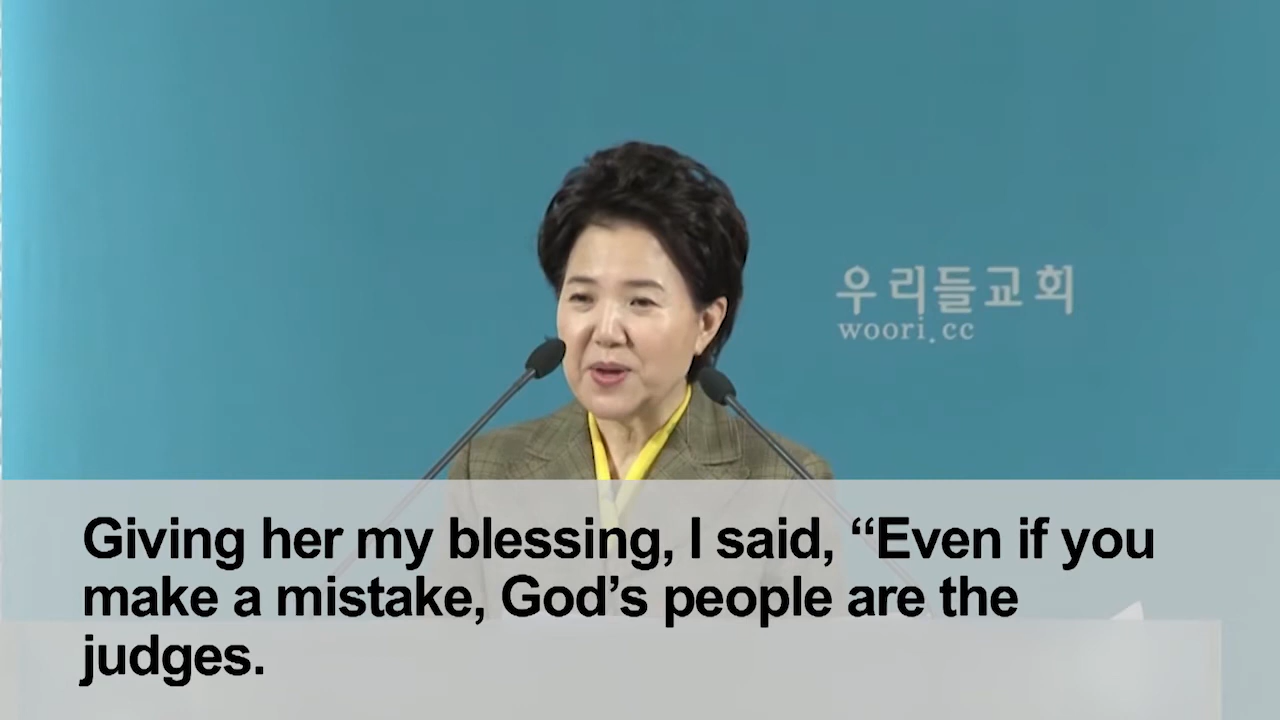 우리들교회
woori.cc
Giving her my blessing, I said, “Even if you
make a mistake, God’s people are the
judges.